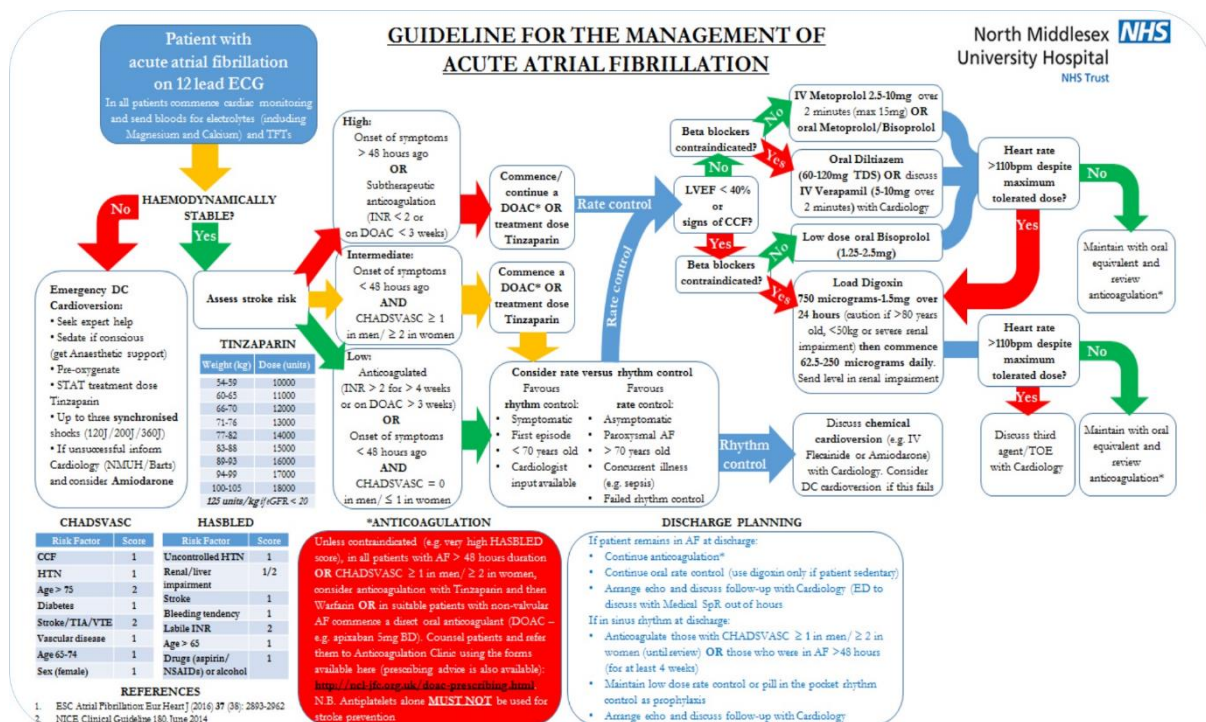 GUIDELINE FOR THE MANAGEMENT OF
ACUTE ATRIAL FIBRILLATION
North Middlesex NHS
University Hospital
NHS Trust
Patient with
acute atrial fibrillation
on 12 lead ECG
In all patients commence cardiac monitoring
and send bloods for electrolytes (including
Magnesium and Calcium) and TFTs
HAEMODYNAMICALLY
STABLE?
No
Yes
Emergency DC
Cardioversion:
• Seek expert help
• Sedate if conscious
(get Anaesthetic support)
• Pre-oxygenate
• STAT treatment dose
Tinzaparin
• Up to three synchronised
shocks (120J/200J/360J)
• If unsuccessful inform
Cardiology (NMUH/Barts)
and consider Amiodarone
Assess stroke risk
TINZAPARIN
Weight (kg) Dose (units)
54-59 10000
60-65 11000
66-70 12000
71-76 13000
77-82 14000
83-88 15000
89-93 16000
94-99 17000
100-105 18000
125 units/kg if eGFR < 20
High:
Onset of symptoms
> 48 hours ago
OR
Subtherapeutic
anticoagulation
(INR < 2 or
on DOAC < 3 weeks)
Intermediate:
Onset of symptoms
< 48 hours ago
AND
CHADSVASC ≥ 1
in men/ ≥ 2 in women
Low:
Anticoagulated
(INR > 2 for > 4 weeks
or on DOAC > 3 weeks)
OR
Onset of symptoms
< 48 hours ago
AND
CHADSVASC = 0
in men/ ≤ 1 in women
Commence/
continue a
DOAC* OR
treatment dose
Tinzaparin
Commence a
DOAC* OR
treatment dose
Tinzaparin
Rate control
Rate control
Consider rate versus rhythm control
Favours
rhythm control:
• Symptomatic
• First episode
• < 70 years old
• Cardiologist
input available
Favours
rate control:
• Asymptomatic
• Paroxysmal AF
• > 70 years old
• Concurrent illness
(e.g. sepsis)
• Failed rhythm control
Rhythm
control
LVEF < 40%
or
signs of CCF?
No
Yes
Beta blockers
contraindicated?
No
Yes
Beta blockers
contraindicated?
No
Yes
IV Metoprolol 2.5-10mg over
2 minutes (max 15mg) OR
oral Metoprolol/Bisoprolol
Oral Diltiazem
(60-120mg TDS) OR discuss
IV Verapamil (5-10mg over
2 minutes) with Cardiology
Low dose oral Bisoprolol
(1.25-2.5mg)
Load Digoxin
750 micrograms-1.5mg over
24 hours (caution if >80 years
old, <50kg or severe renal
impairment) then commence
62.5-250 micrograms daily.
Send level in renal impairment
Discuss chemical
cardioversion (e.g. IV
Flecainide or Amiodarone)
with Cardiology. Consider
DC cardioversion if this fails
Heart rate
>110bpm despite
maximum
tolerated dose?
No
Yes
Maintain with oral
equivalent and
review
anticoagulation*
Heart rate
>110bpm despite
maximum
tolerated dose?
No
Yes
Discuss third
agent/TOE
with Cardiology
Maintain with oral
equivalent and
review
anticoagulation*
CHADSVASC
Risk Factor Score
CCF 1
HTN 1
Age > 75 2
Diabetes 1
Stroke/TIA/VTE 2
Vascular disease 1
Age 65-74 1
Sex (female) 1
HASBLED
Risk Factor Score
Uncontrolled HTN 1
Renal/liver 1/2
impairment
Stroke 1
Bleeding tendency 1
Labile INR 2
Age > 65 1
Drugs (aspirin/ 1
NSAIDs) or alcohol
REFERENCES
1. ESC Atrial Fibrillation: Eur Heart J (2016) 37 (38): 2893-2962
2. NICE Clinical Guideline 180, June 2014
*ANTICOAGULATION
Unless contraindicated (e.g. very high HASBLED
score), in all patients with AF > 48 hours duration
OR CHADSVASC ≥ 1 in men/ ≥ 2 in women,
consider anticoagulation with Tinzaparin and then
Warfarin OR in suitable patients with non-valvular
AF commence a direct oral anticoagulant (DOAC –
e.g. apixaban 5mg BD). Counsel patients and refer
them to Anticoagulation Clinic using the forms
available here (prescribing advice is also available):
http://ncl-jfc.org.uk/doac-prescribing.html.
N.B. Antiplatelets alone MUST NOT be used for
stroke prevention
DISCHARGE PLANNING
If patient remains in AF at discharge:
• Continue anticoagulation*
• Continue oral rate control (use digoxin only if patient sedentary)
• Arrange echo and discuss follow-up with Cardiology (ED to
discuss with Medical SpR out of hours
If in sinus rhythm at discharge:
• Anticoagulate those with CHADSVASC ≥ 1 in men/ ≥ 2 in
women (until review) OR those who were in AF >48 hours
(for at least 4 weeks)
• Maintain low dose rate control or pill in the pocket rhythm
control as prophylaxis
• Arrange echo and discuss follow-up with Cardiology